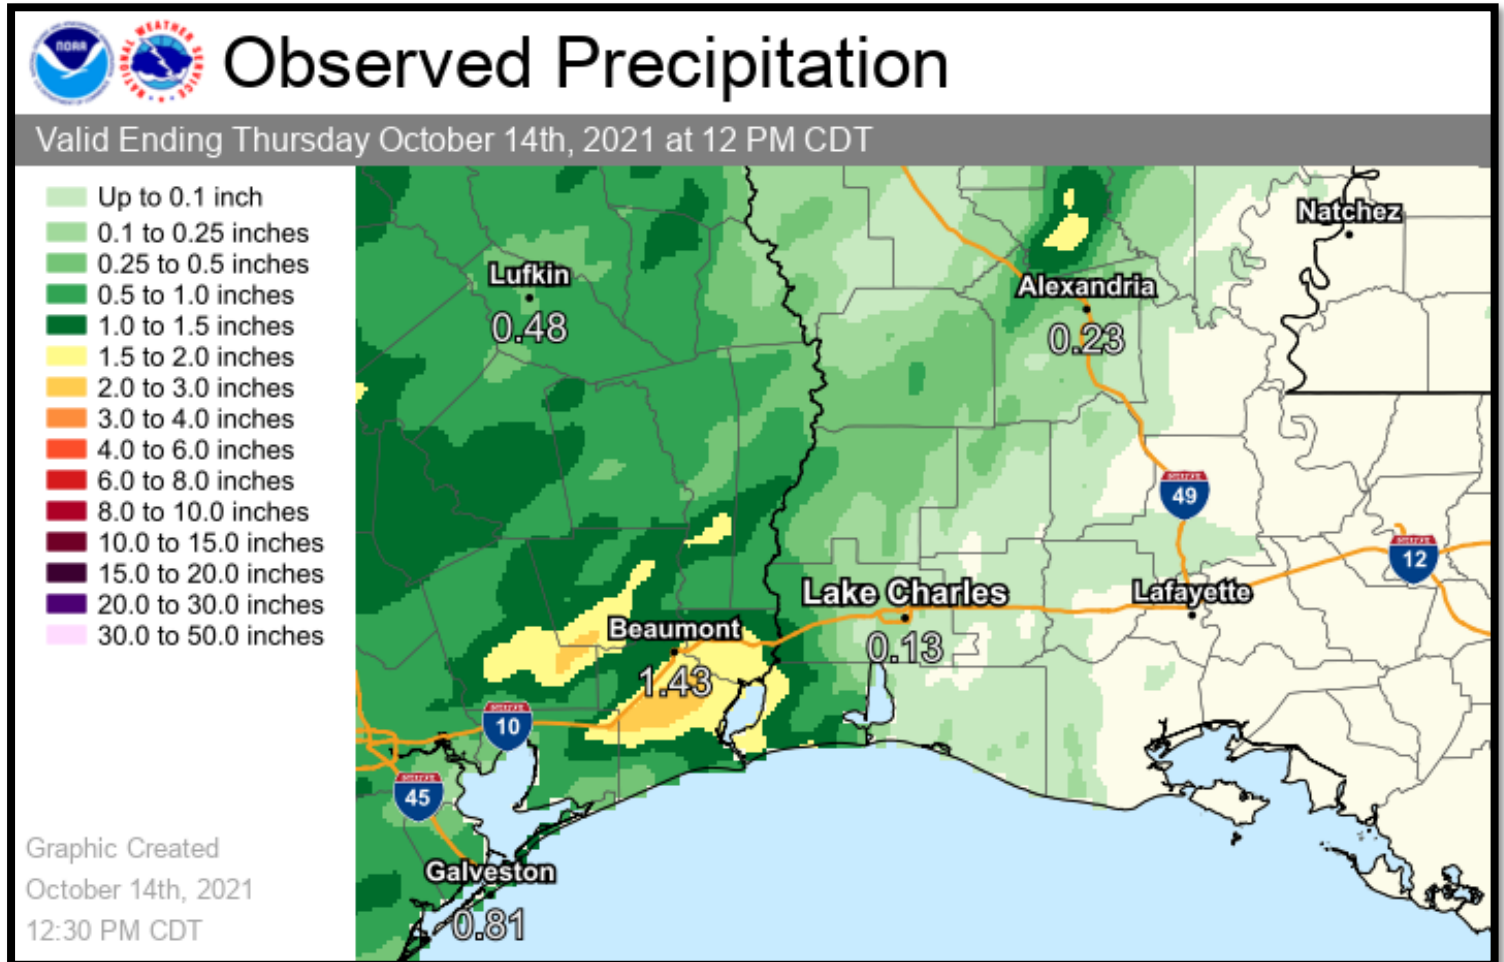 NOAA
NATIONAL WEATHER SERVICE
Observed Precipitation
Valid Ending Thursday October 14th, 2021 at 12 PM CDT
Up to 0.1 inch
0.1 to 0.25 inches
0.25 to 0.5 inches
0.5 to 1.0 inches
1.0 to 1.5 inches
1.5 to 2.0 inches
2.0 to 3.0 inches
3.0 to 4.0 inches
4.0 to 6.0 inches
6.0 to 8.0 inches
8.0 to 10.0 inches
10.0 to 15.0 inches
15.0 to 20.0 inches
20.0 to 30.0 inches
30.0 to 50.0 inches
Natchez
Lufkin
0.48
Alexandria
0.23
49
12
Lake Charles
0.13
Lafayette
Beaumont
1.43
10
45
Galveston
0.81
Graphic Created
October 14th, 2021
12:30 PM CDT